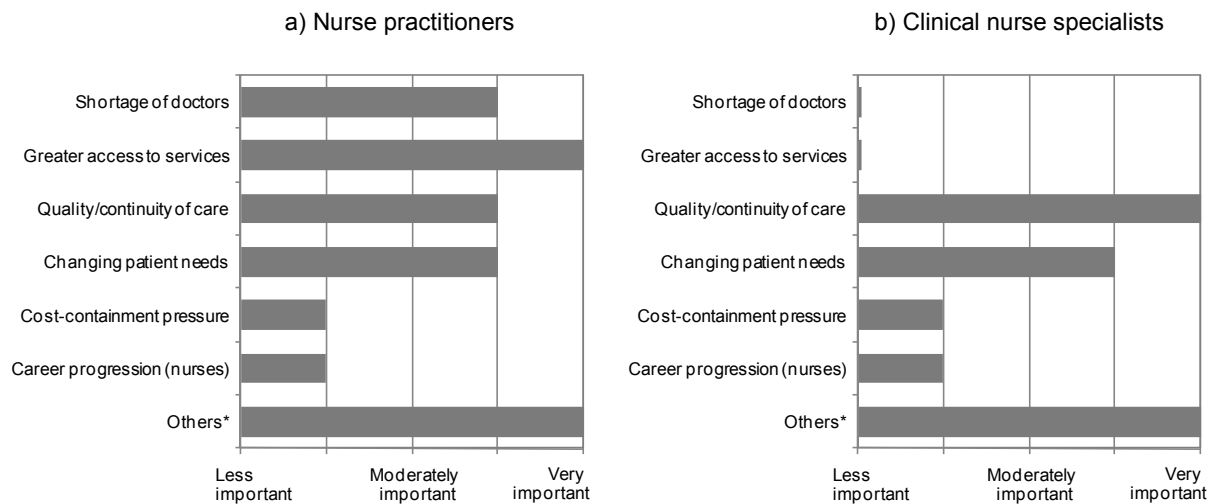 a) Nurse practitioners
Shortage of doctors
Greater access to services
Quality/continuity of care
Changing patient needs
Cost-containment pressure
Career progression (nurses)
Others*
Less
important
Moderately
important
Very
important
b) Clinical nurse specialists
Shortage of doctors
Greater access to services
Quality/continuity of care
Changing patient needs
Cost-containment pressure
Career progression (nurses)
Others*
Less
important
Moderately
important
Very
important